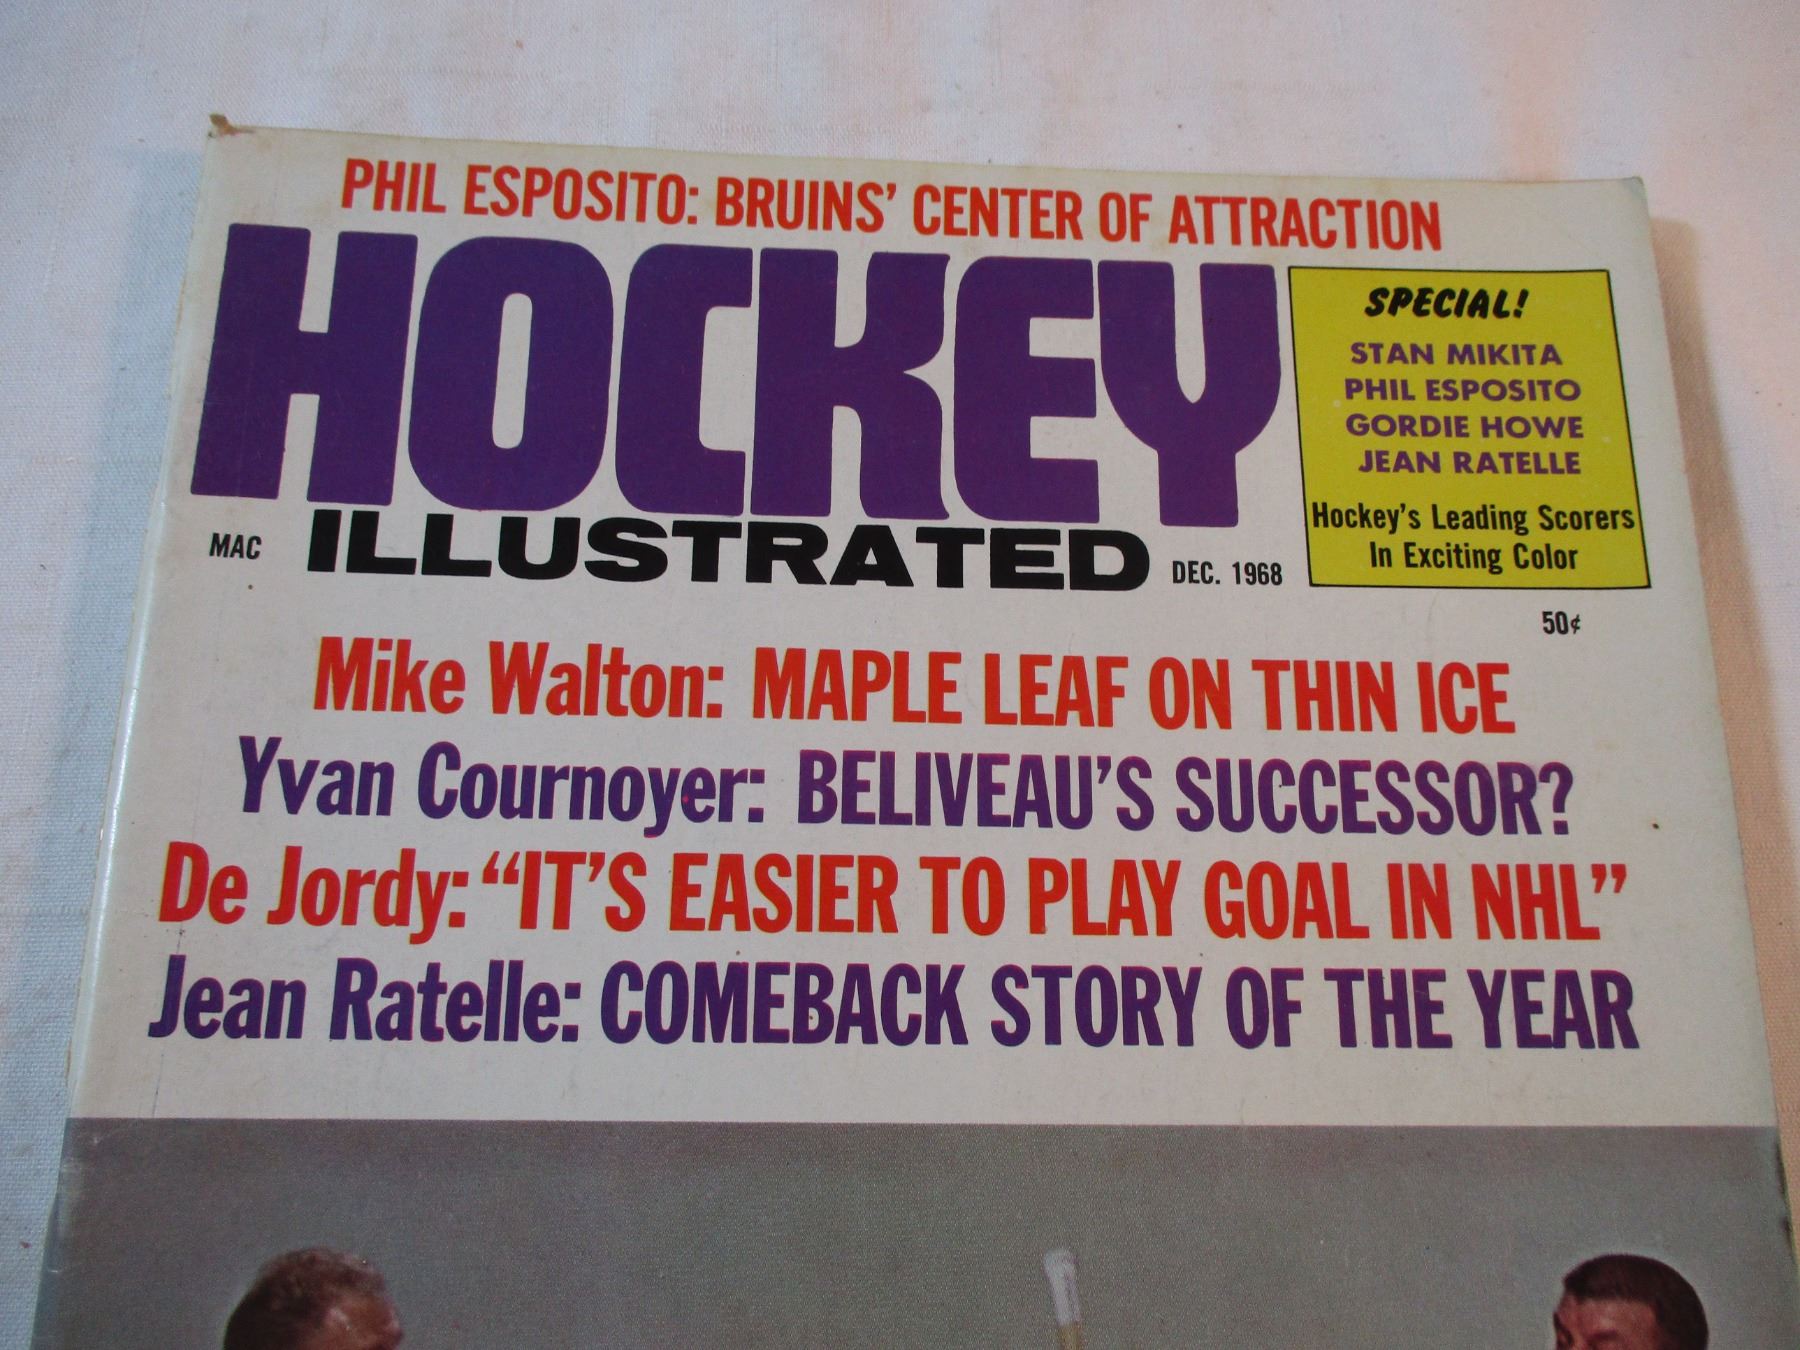 PHIL ESPOSITO: BRUINS' CENTER OF ATTRACTION
HOCKEY
ILLUSTRATED
MAC
DEC. 1968
SPECIAL!
STAN MIKITA
PHIL ESPOSITO
GORDIE HOWE
JEAN RATELLE
Hockey's Leading Scorers
In Exciting Color
50¢
Mike Walton: MAPLE LEAF ON THIN ICE
Yvan Cournoyer: BELIVEAU'S SUCCESSOR?
De Jordy: “IT'S EASIER TO PLAY GOAL IN NHL”
Jean Ratelle: COMEBACK STORY OF THE YEAR